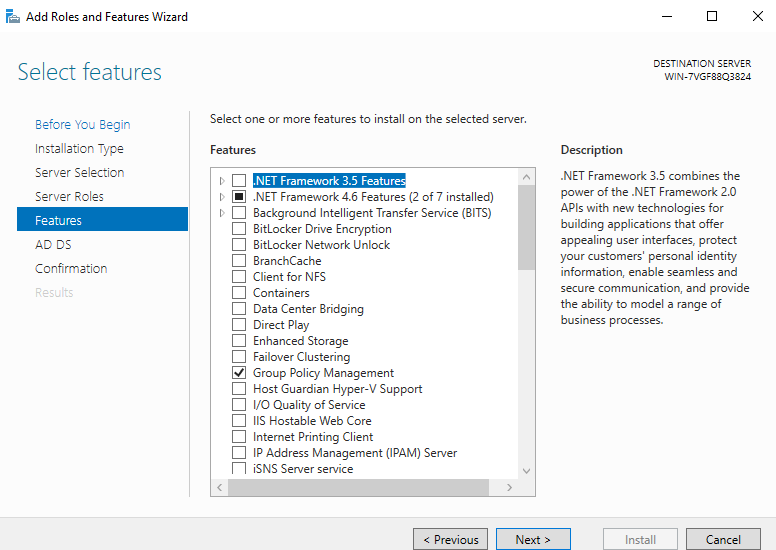 Add Roles and Features Wizard
Select features
DESTINATION SERVER
WIN-7VGF88Q3824
Before You Begin
Installation Type
Server Selection
Server Roles
Features
AD DS
Confirmation
Results
Select one or more features to install on the selected server.
Features
.NET Framework 3.5 Features
.NET Framework 4.6 Features (2 of 7 installed)
Background Intelligent Transfer Service (BITS)
BitLocker Drive Encryption
BitLocker Network Unlock
BranchCache
Client for NFS
Containers
Data Center Bridging
Direct Play
Enhanced Storage
Failover Clustering
Group Policy Management
Host Guardian Hyper-V Support
I/O Quality of Service
IIS Hostable Web Core
Internet Printing Client
IP Address Management (IPAM) Server
iSNS Server service
Description
.NET Framework 3.5 combines the
power of the .NET Framework 2.0
APIs with new technologies for
building applications that offer
appealing user interfaces, protect
your customers' personal identity
information, enable seamless and
secure communication, and provide
the ability to model a range of
business processes.
< Previous
Next >
Install
Cancel